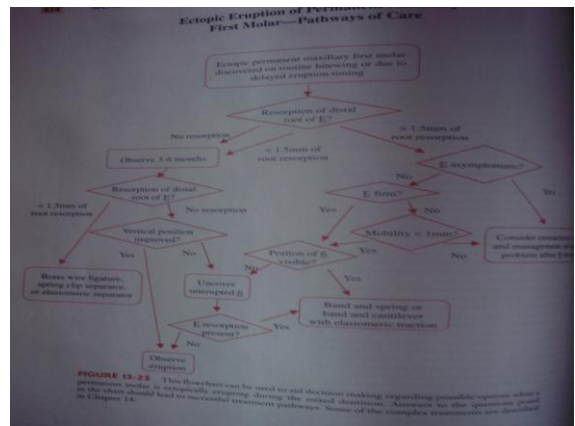 Ectopic Eruption of Permanent
First Molar—Pathways of Care
Ectopic permanent maxillary first molar
discovered on routine bitewing or due to
delayed eruption timing
Resorption of distal
root of E?
No resorption
< 1.5mm of
root resorption
1.5mm of
root resorption
Observe 3-6 months
E asymptomatic?
Resorption of distal
root of E?
E firm?
No
Yes
1.5mm of
root resorption
No resorption
Yes
No
Vertical position
improved?
Mobility < 1mm?
Yes
No
Portion of 6
visible?
Yes
No
Consider
and management
problem
Brass wire ligature,
spring clip separator,
or elastomeric separator
Uncover
unerupted 6
No
Yes
Band and spring or
band and cantilever
with elastomeric traction
E resorption
present?
Yes
No
Observe
eruption
FIGURE 13-23 This flowchart can be used to aid decision making regarding possible options when
permanent molar is ectopically erupting during the mixed dentition. Answers to the questions posed
in the chart should lead to successful treatment pathways. Some of the complex treatments are described
in Chapter 14.